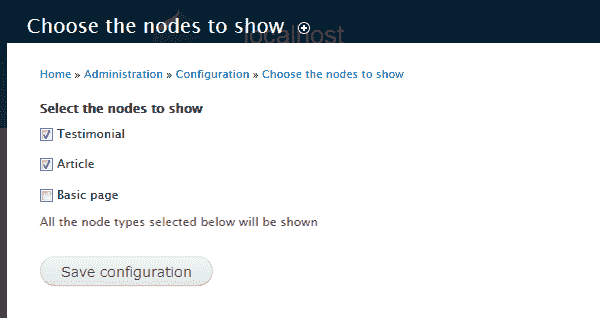 Choose the nodes to show
localhost
Home » Administration » Configuration » Choose the nodes to show
Select the nodes to show
Testimonial
Article
Basic page
All the node types selected below will be shown
Save configuration